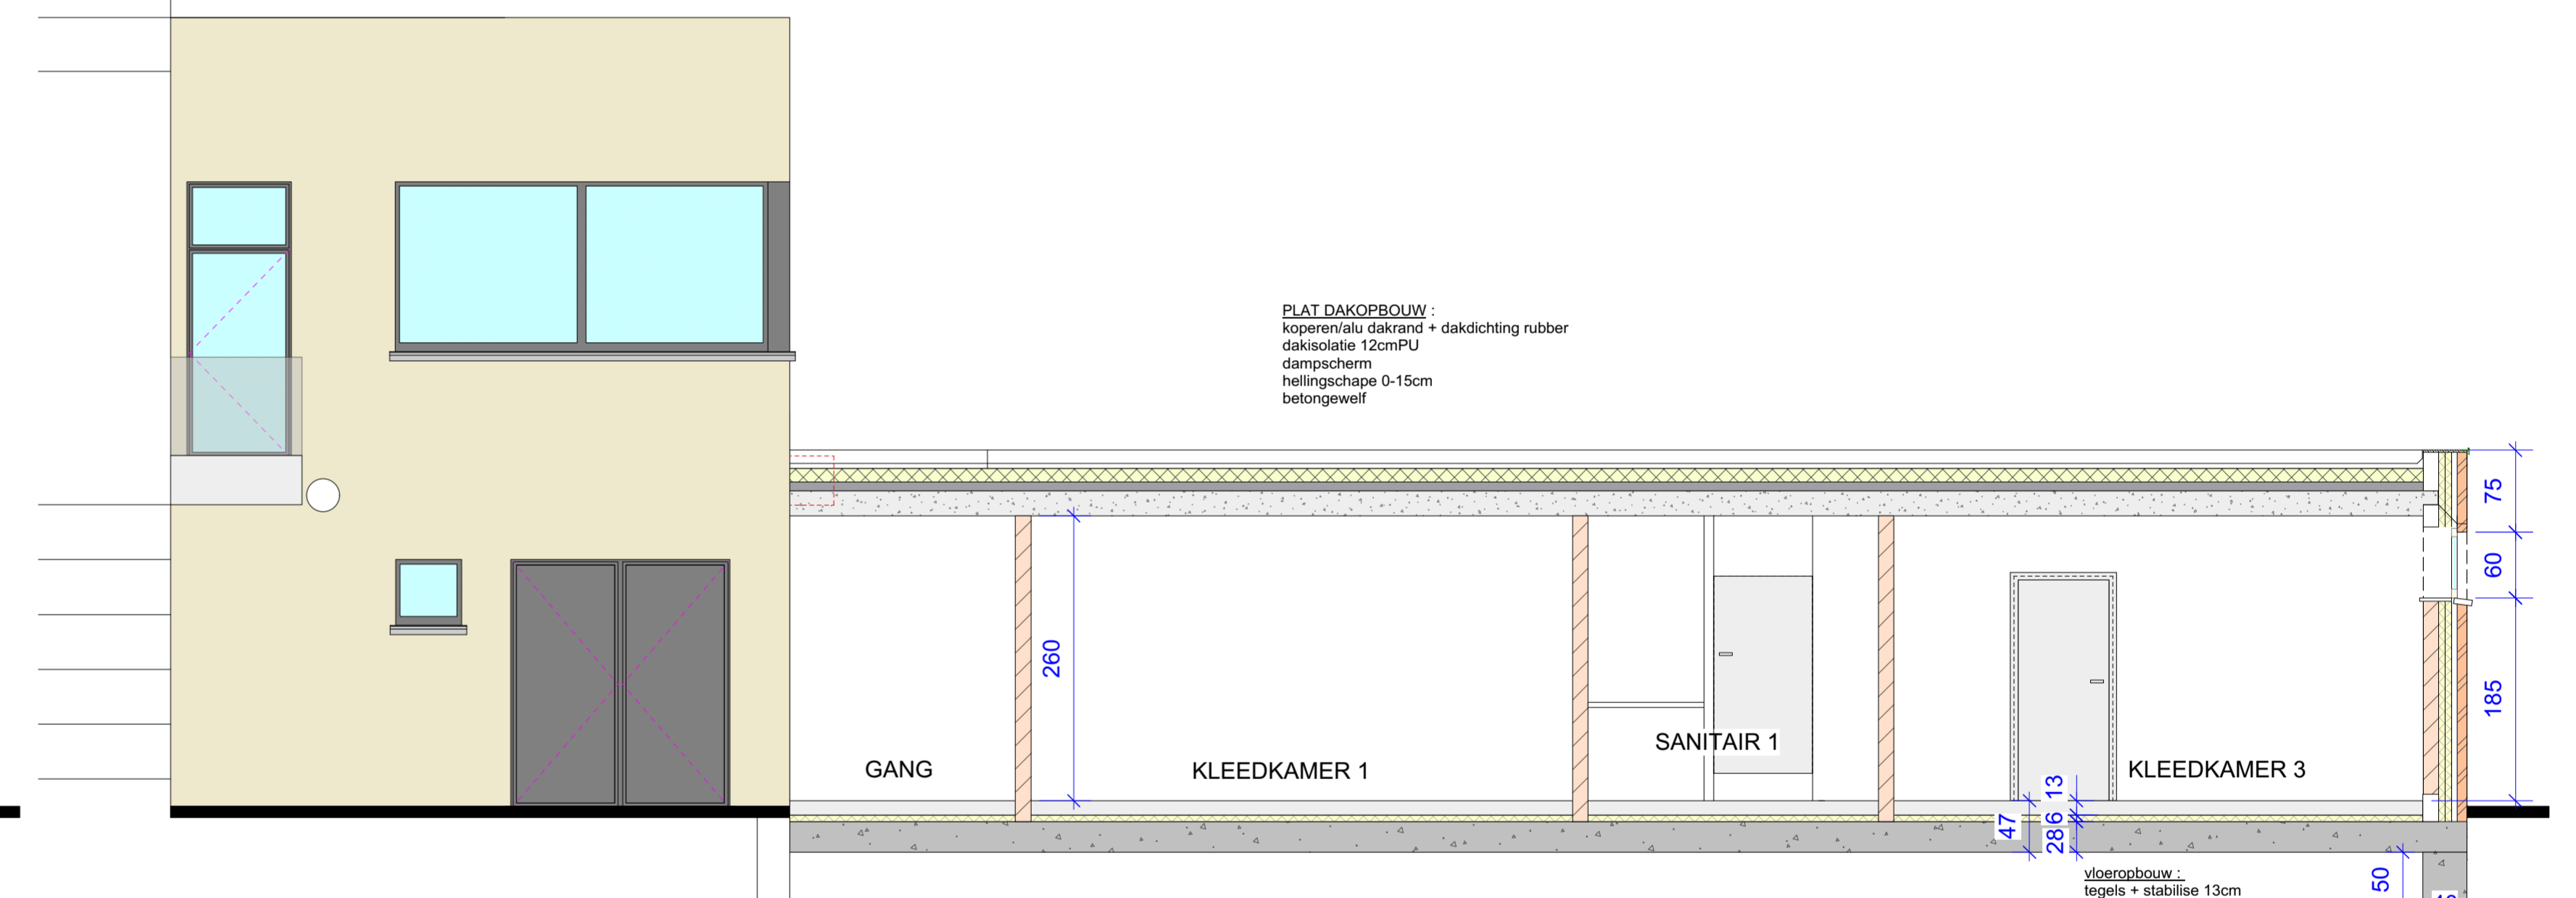 PLAT DAKOPBOUW :
koperen/alu dakrand + dakdichting rubber
dakisolatie 12cmPU
dampscherm
hellingschape 0-15cm
betongewelf
75
60
260
185
SANITAIR 1
GANG
KLEEDKAMER 1
KLEEDKAMER 3
13
6
47
28
50
vloeropbouw :
tegels + stabilise 13cm